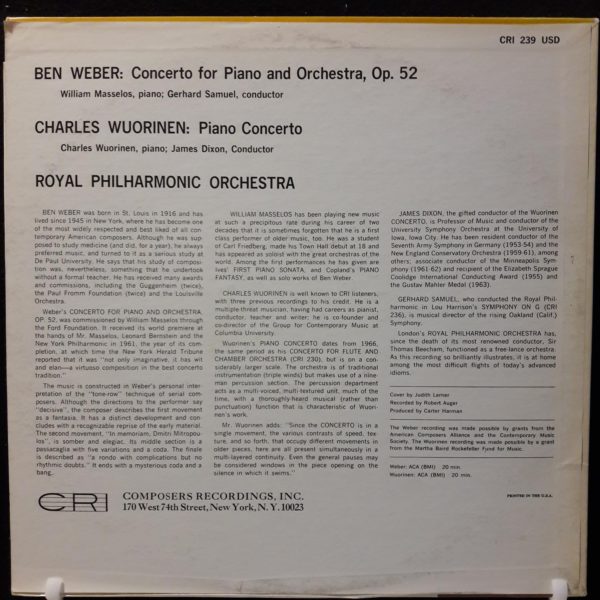 CRI 239 USD
BEN WEBER: Concerto for Piano and Orchestra, Op. 52
William Masselos, piano; Gerhard Samuel, conductor
CHARLES WUORINEN: Piano Concerto
Charles Wuorinen, piano; James Dixon, Conductor
ROYAL PHILHARMONIC ORCHESTRA
BEN WEBER was born in St. Louis in 1916 and has
lived since 1945 in New York, where he has become one
of the most widely respected and best liked of all con-
temporary American composers. Although he was sup-
posed to study medicine (and did, for a year), he always
preferred music, and turned to it as a serious study at
De Paul University. He says that his study of composi-
tion was, nevertheless, something that he undertook
without a formal teacher. He has received many awards
and commissions, including the Guggenheim (twice),
the Paul Fromm Foundation (twice) and the Louisville
Orchestra.
Weber's CONCERTO FOR PIANO AND ORCHESTRA,
OP. 52, was commissioned by William Masselos through
the Ford Foundation. It received its world premiere at
the hands of Mr. Masselos, Leonard Bernstein and the
New York Philharmonic in 1961, the year of its com-
pletion, at which time the New York Herald Tribune
reported that it was "not only imaginative, it has wit
and elan—a virtuoso composition in the best concerto
tradition."
The music is constructed in Weber's personal inter-
pretation of the "tone-row" technique of serial com-
posers. Although the directions to the performer say
"decisive", the composer describes the first movement
as a fantasia. It has a distinct development and con-
cludes with a recognizable reprise of the early material.
The second movement, "In memoriam, Dmitri Mitropou-
los", is somber and elegiac. Its middle section is a
passacaglia with five variations and a coda. The finale
is described as "a rondo with complications but no
rhythmic doubts." It ends with a mysterious coda and a
bang.
WILLIAM MASSELOS has been playing new music
at such a precipitous rate during his career of two
decades that it is sometimes forgotten that he is a first
class performer of older music, too. He was a student
of Carl Friedberg, made his Town Hall debut at 18 and
has appeared as soloist with the great orchestras of the
world. Among the first performances he has given are
Ives' FIRST PIANO SONATA, and Copland's PIANO
FANTASY, as well as solo works of Ben Weber.
CHARLES WUORINEN is well known to CRI listeners,
with three previous recordings to his credit. He is a
multiple-threat musician, having had careers as pianist,
conductor, teacher and writer; he is co-founder and
co-director of the Group for Contemporary Music at
Columbia University.
Wuorinen's PIANO CONCERTO dates from 1966,
the same period as his CONCERTO FOR FLUTE AND
CHAMBER ORCHESTRA (CRI 230), but is on a con-
siderably larger scale. The orchestra is of traditional
instrumentation (triple winds) but makes use of a nine-
man percussion section. The percussion department
acts as a multi-voiced, multi-textured unit, much of the
time, with a thoroughly-heard musical (rather than
punctuation) function that is characteristic of Wuori-
nen's work.
Mr. Wuorinen adds: "Since the CONCERTO is in a
single movement, the various contrasts of speed, tex-
ture, and so forth, that occupy different movements in
older pieces, here are all present simultaneously in a
multi-layered continuity. Even the general pauses may
be considered windows in the piece opening on the
silence in which it swims."
JAMES DIXON, the gifted conductor of the Wuorinen
CONCERTO, is Professor of Music and conductor of the
University Symphony Orchestra at the University of
Iowa, Iowa City. He has been resident conductor of the
Seventh Army Symphony in Germany (1953-54) and the
New England Conservatory Orchestra (1959-61), among
others; associate conductor of the Minneapolis Sym-
phony (1961-62) and recipient of the Elizabeth Sprague
Coolidge International Conducting Award (1955) and
the Gustav Mahler Medal (1963).
GERHARD SAMUEL, who conducted the Royal Phil-
harmonic in Lou Harrison's SYMPHONY ON G (CRI
236), is musical director of the rising Oakland (Calif.)
Symphony.
London's ROYAL PHILHARMONIC ORCHESTRA has,
since the death of its most renowned conductor, Sir
Thomas Beecham, functioned as a free-lance orchestra.
As this recording so brilliantly illustrates, it is at home
among the most difficult flights of today's advanced
idioms.
Cover by Judith Lerner
Recorded by Robert Auger
Produced by Carter Harman
The Weber recording was made possible by grants from the
American Composers Alliance and the Contemporary Music
Society. The Wuorinen recording was made possible by a grant
from the Martha Baird Rockefeller Fund for Music.
Weber: ACA (BMI) 20 min.
Wuorinen: ACA (BMI) 20 min.
CRI
COMPOSERS RECORDINGS, INC.
170 West 74th Street, New York, N. Y. 10023
PRINTED IN THE U.S.A.